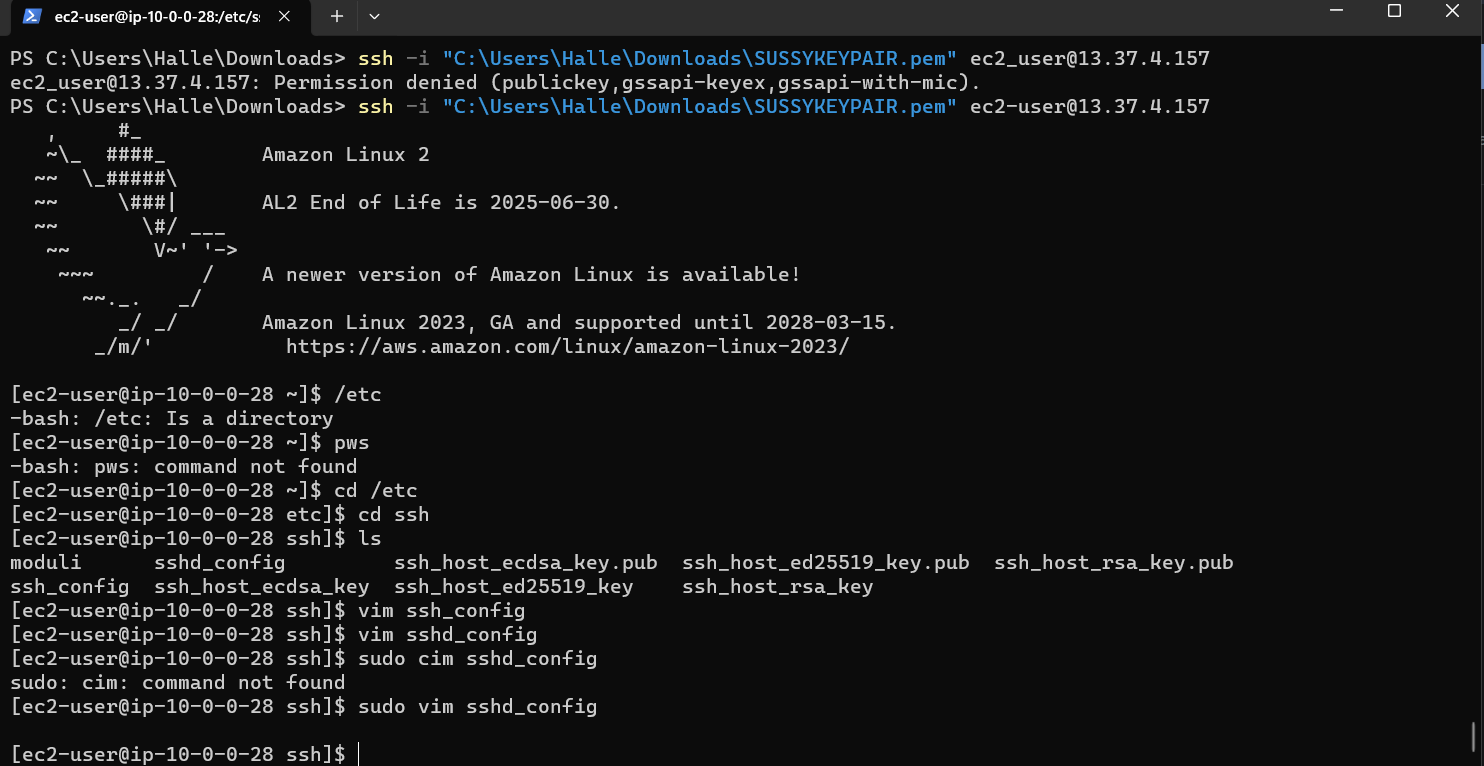 ec2-user@ip-10-0-0-28:/etc/s
PS C:\Users\Halle\Downloads> ssh -i "C:\Users\Halle\Downloads\SUSSYKEYPAIR.pem" ec2_user@13.37.4.157
ec2_user@13.37.4.157: Permission denied (publickey,gssapi-keyex,gssapi-with-mic).
PS C:\Users\Halle\Downloads> ssh -i "C:\Users\Halle\Downloads\SUSSYKEYPAIR.pem" ec2-user@13.37.4.157
   ,     #_
   ~\_  ####_        Amazon Linux 2
  ~~  \_#####\
  ~~     \###|       AL2 End of Life is 2025-06-30.
  ~~       \#/ ___
   ~~       V~' '->
    ~~~         /    A newer version of Amazon Linux is available!
      ~~._.   _/
         _/ _/       Amazon Linux 2023, GA and supported until 2028-03-15.
       _/m/'           https://aws.amazon.com/linux/amazon-linux-2023/
[ec2-user@ip-10-0-0-28 ~]$ /etc
-bash: /etc: Is a directory
[ec2-user@ip-10-0-0-28 ~]$ pws
-bash: pws: command not found
[ec2-user@ip-10-0-0-28 ~]$ cd /etc
[ec2-user@ip-10-0-0-28 etc]$ cd ssh
[ec2-user@ip-10-0-0-28 ssh]$ ls
moduli      sshd_config         ssh_host_ecdsa_key.pub  ssh_host_ed25519_key.pub  ssh_host_rsa_key.pub
ssh_config  ssh_host_ecdsa_key  ssh_host_ed25519_key    ssh_host_rsa_key
[ec2-user@ip-10-0-0-28 ssh]$ vim ssh_config
[ec2-user@ip-10-0-0-28 ssh]$ vim sshd_config
[ec2-user@ip-10-0-0-28 ssh]$ sudo cim sshd_config
sudo: cim: command not found
[ec2-user@ip-10-0-0-28 ssh]$ sudo vim sshd_config
[ec2-user@ip-10-0-0-28 ssh]$